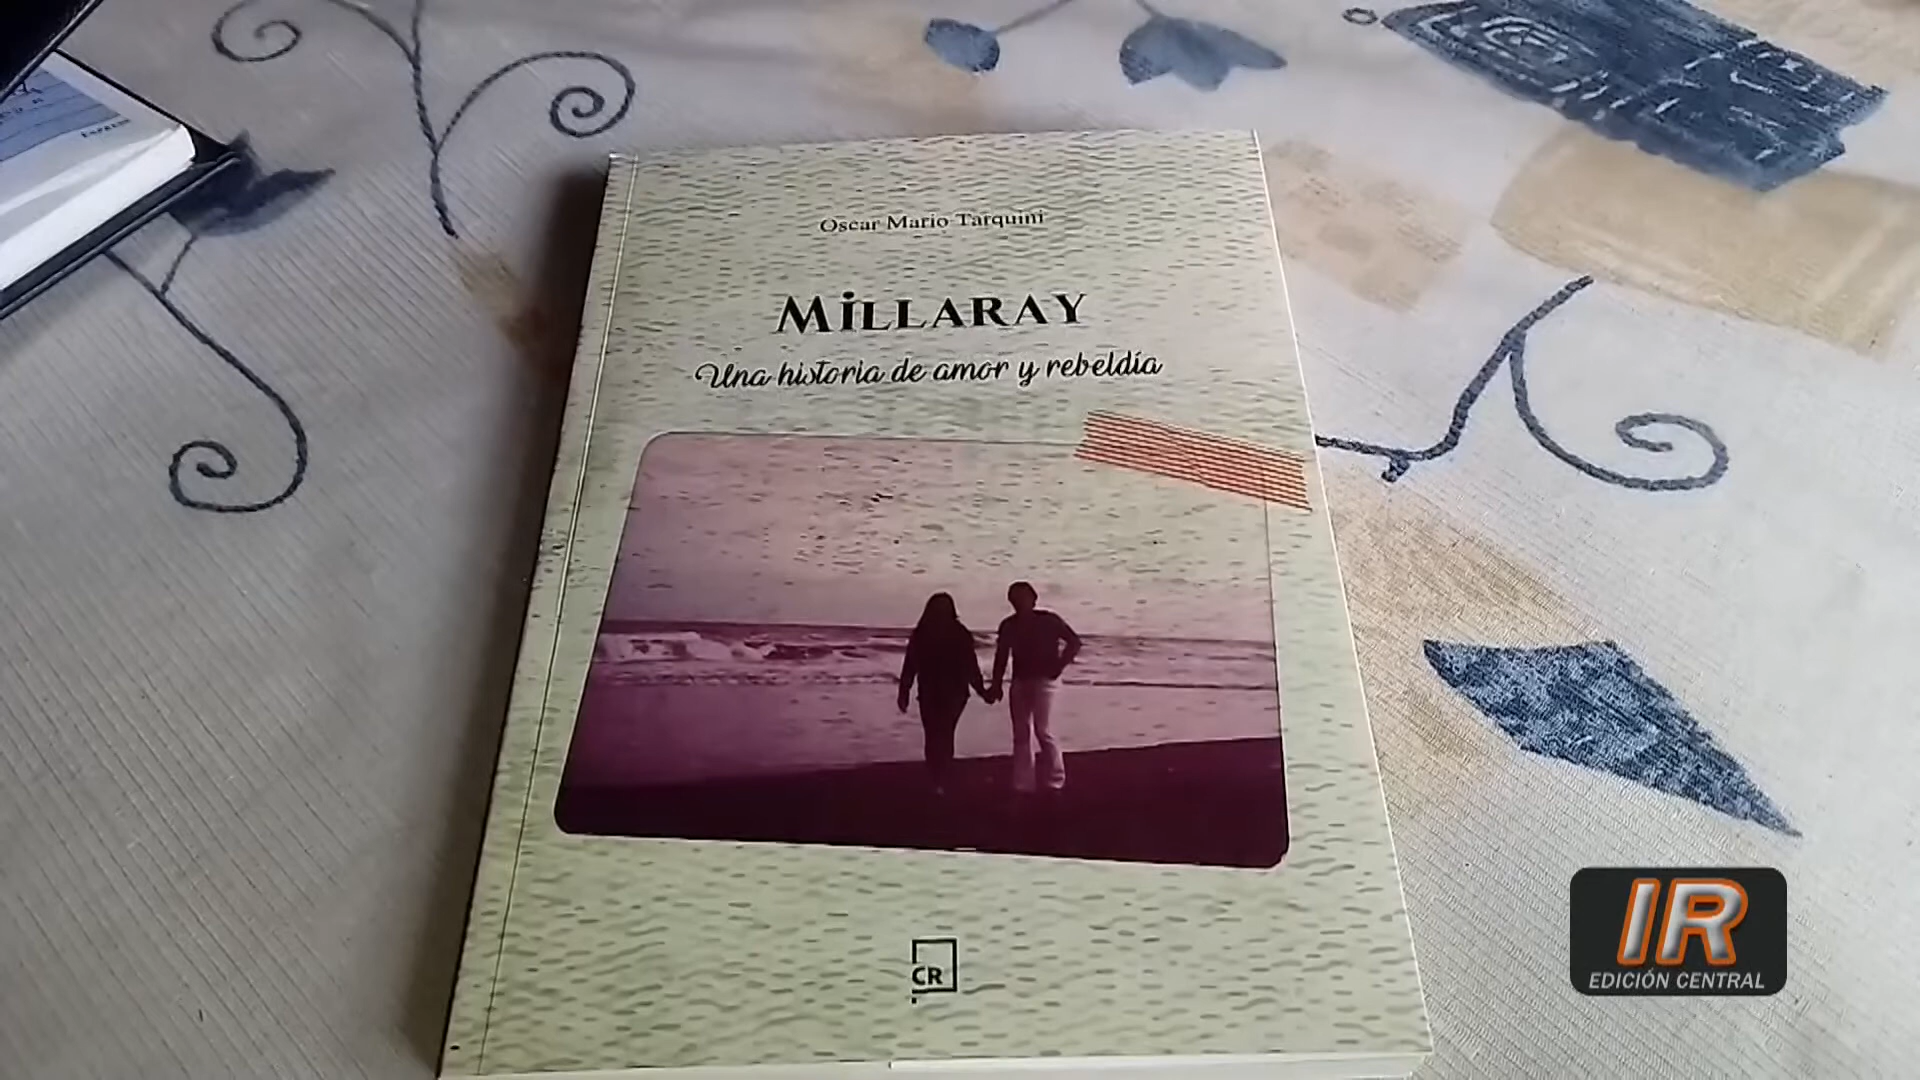 Oscar Mario Tarquini
MiLLARAY
Una historia de amor y rebeldía
CR
IR
EDICIÓN CENTRAL